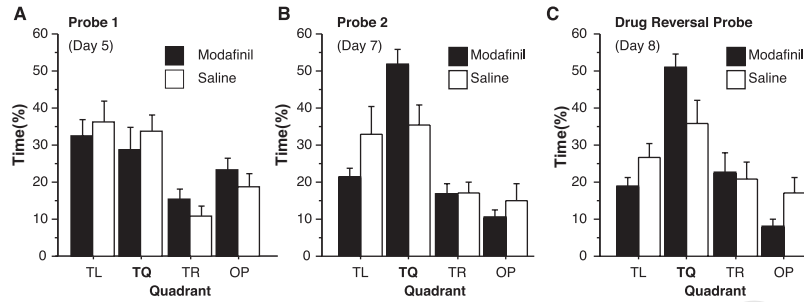 A
Probe 1
(Day 5)
Modafinil
Saline
Time(%)
60
50
40
30
20
10
0
TL
TQ
TR
OP
Quadrant
B
Probe 2
(Day 7)
Modafinil
Saline
Time(%)
60
50
40
30
20
10
0
TL
TQ
TR
OP
Quadrant
C
Drug Reversal Probe
(Day 8)
Modafinil
Saline
Time(%)
60
50
40
30
20
10
0
TL
TQ
TR
OP
Quadrant